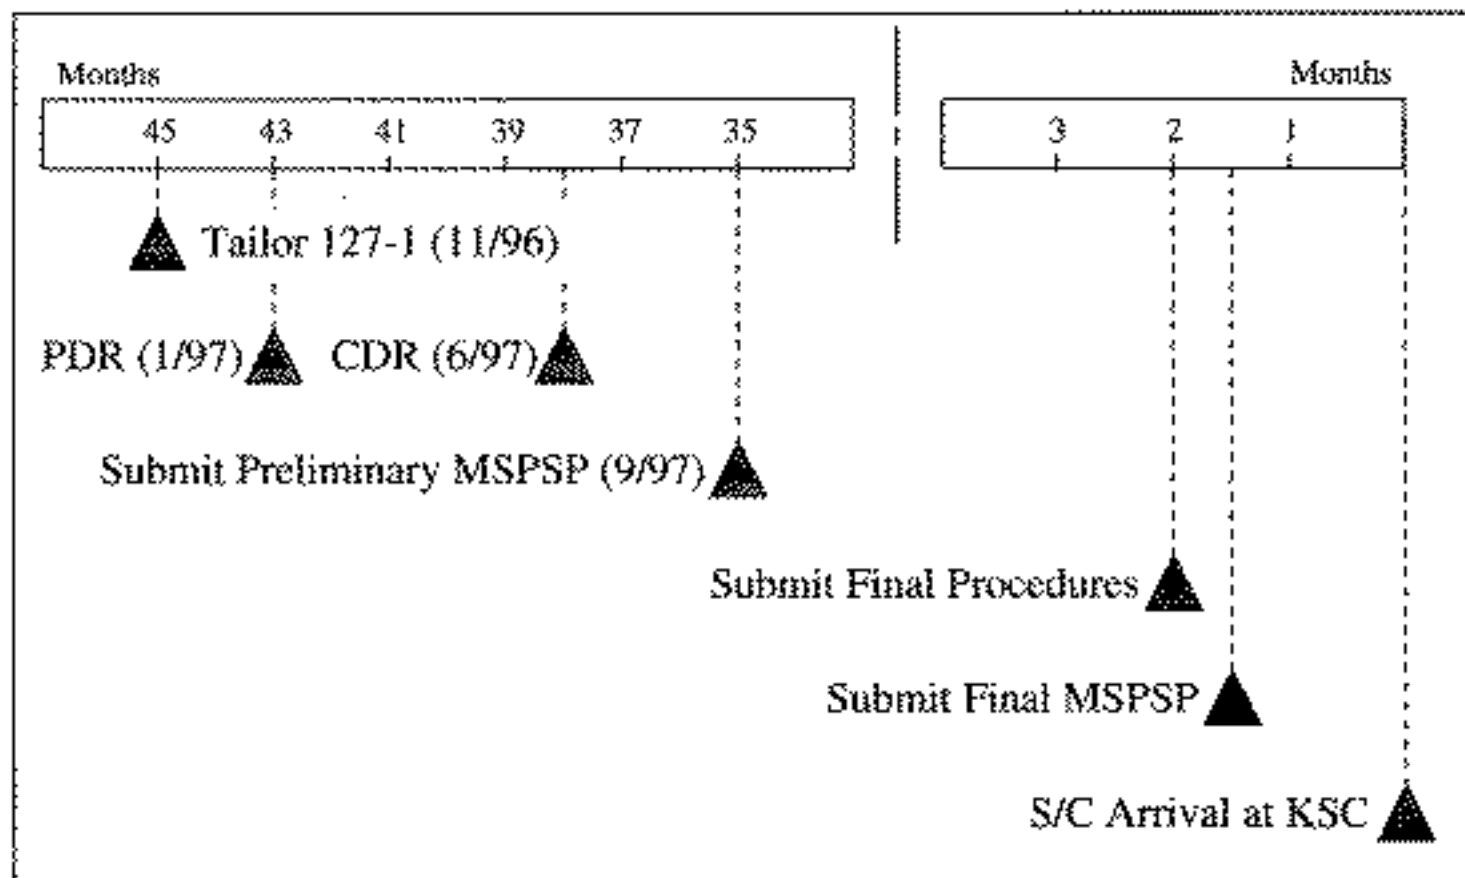 Months
Months
45 43 41 39 37 35
3 2 1
Tailor 127-1 (11/96)
PDR (1/97)
CDR (6/97)
Submit Preliminary MSPSP (9/97)
Submit Final Procedures
Submit Final MSPSP
S/C Arrival at KSC